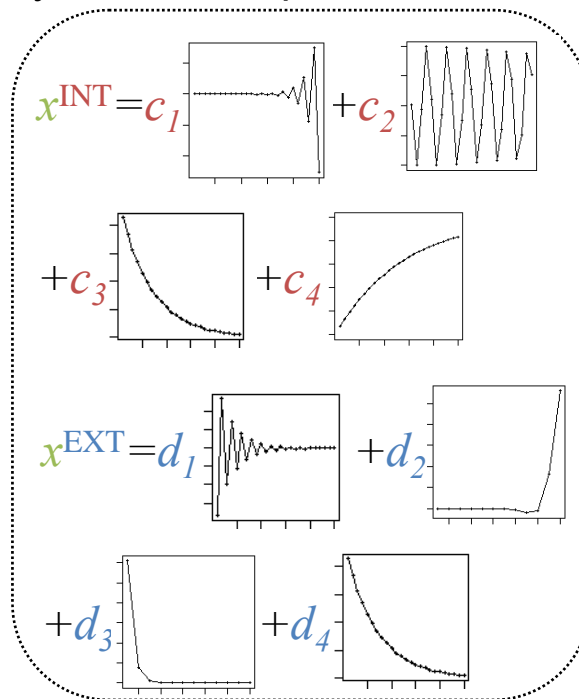 x^INT = c_1 + c_2
+ c_3 + c_4
x^EXT = d_1 + d_2
+ d_3 + d_4